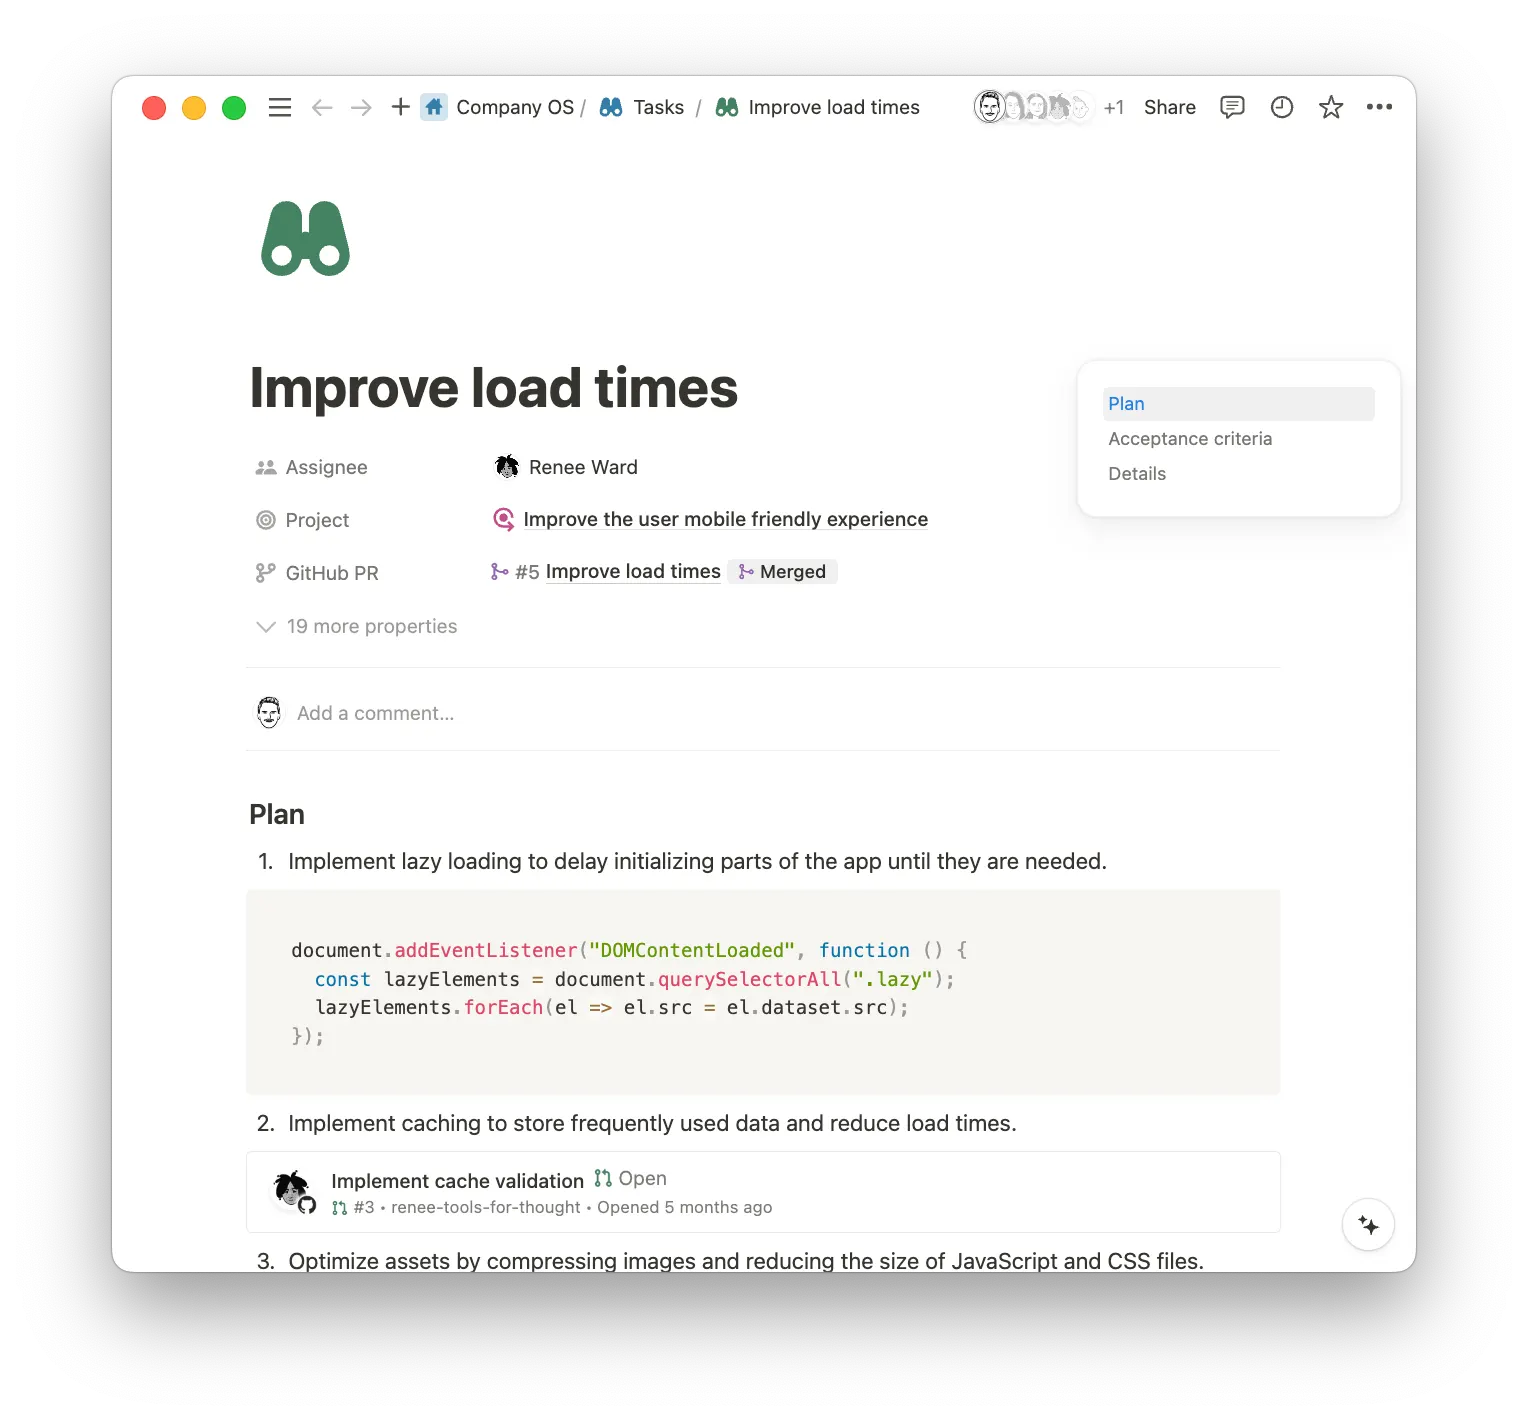 Company OS / Tasks / Improve load times +1 Share
Improve load times
Plan
Acceptance criteria
Details
Assignee Renee Ward
Project Improve the user mobile friendly experience
GitHub PR #5 Improve load times Merged
19 more properties
Add a comment...
Plan
1. Implement lazy loading to delay initializing parts of the app until they are needed.
document.addEventListener("DOMContentLoaded", function () {
  const lazyElements = document.querySelectorAll(".lazy");
  lazyElements.forEach(el => el.src = el.dataset.src);
});
2. Implement caching to store frequently used data and reduce load times.
Implement cache validation Open
#3 • renee-tools-for-thought • Opened 5 months ago
3. Optimize assets by compressing images and reducing the size of JavaScript and CSS files.